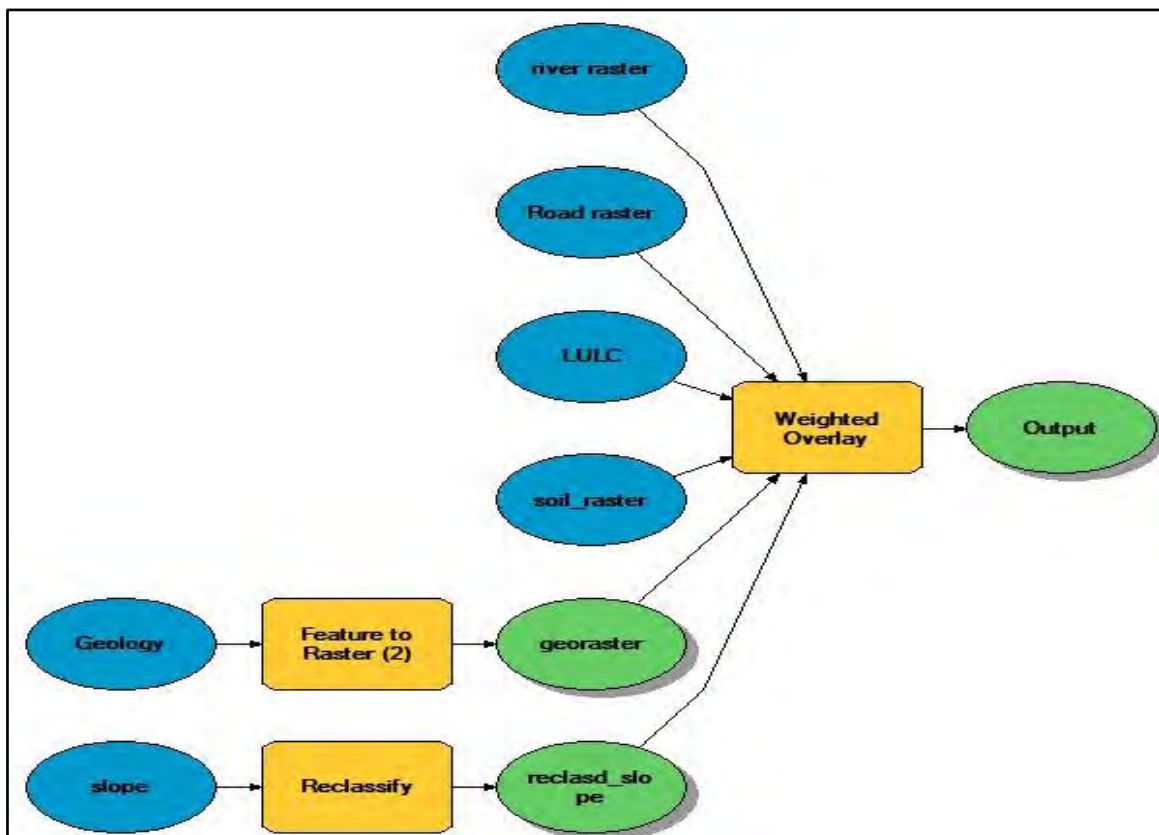 river raster
Road raster
LULC
Weighted
Overlay
Output
soil_raster
Geology
Feature to
Raster (2)
georaster
slope
Reclassify
reclasd_slo
pe